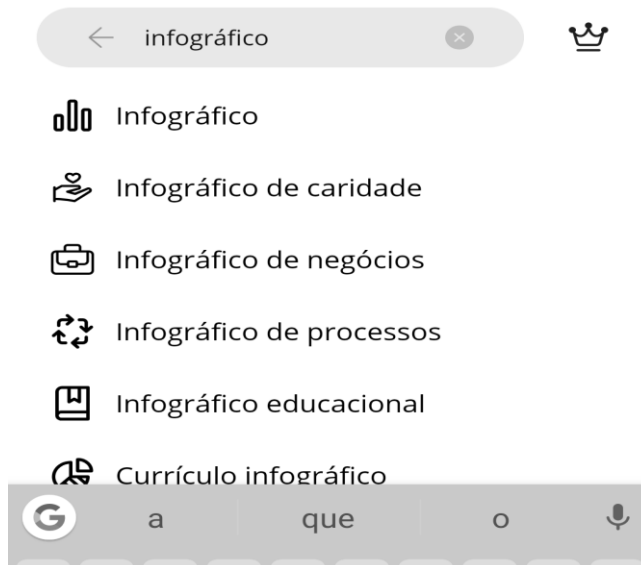 infográfico
Infográfico
Infográfico de caridade
Infográfico de negócios
Infográfico de processos
Infográfico educacional
Currículo infográfico
G a que o